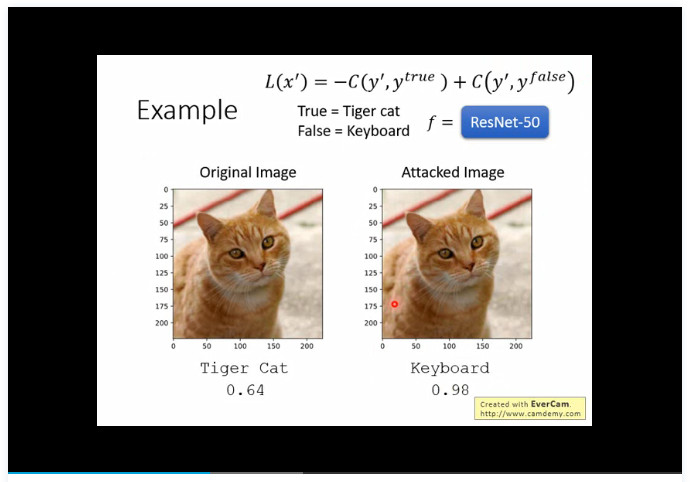 L(x′) = −C(y′, y^true) + C(y′, y^false)
Example
True = Tiger cat
False = Keyboard
f =
ResNet-50
Original Image
Attacked Image
0
25
50
75
100
125
150
175
200
0 50 100 150 200
0
25
50
75
100
125
150
175
200
0 50 100 150 200
Tiger Cat
0.64
Keyboard
0.98
Created with EverCam.
http://www.camdemy.com